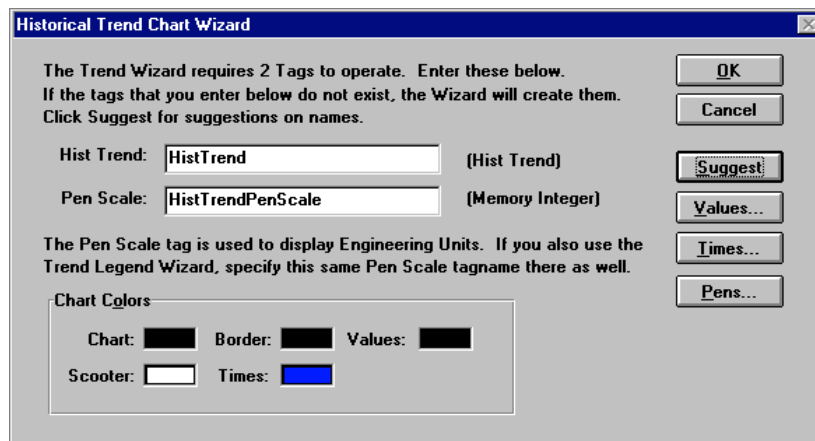 Historical Trend Chart Wizard
The Trend Wizard requires 2 Tags to operate. Enter these below.
If the tags that you enter below do not exist, the Wizard will create them.
Click Suggest for suggestions on names.
Hist Trend: HistTrend (Hist Trend)
Pen Scale: HistTrendPenScale (Memory Integer)
The Pen Scale tag is used to display Engineering Units. If you also use the
Trend Legend Wizard, specify this same Pen Scale tagname there as well.
Chart Colors
Chart: Border: Values:
Scooter: Times:
OK
Cancel
Suggest
Values...
Times...
Pens...